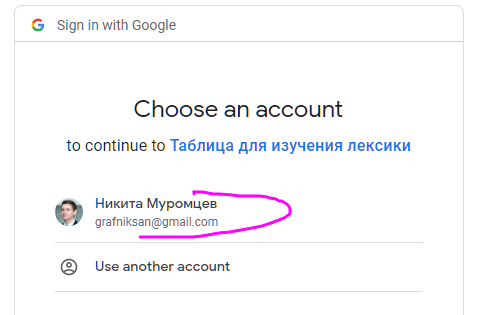 Sign in with Google
Choose an account
to continue to Таблица для изучения лексики
Никита Муромцев
grafniksan@gmail.com
Use another account